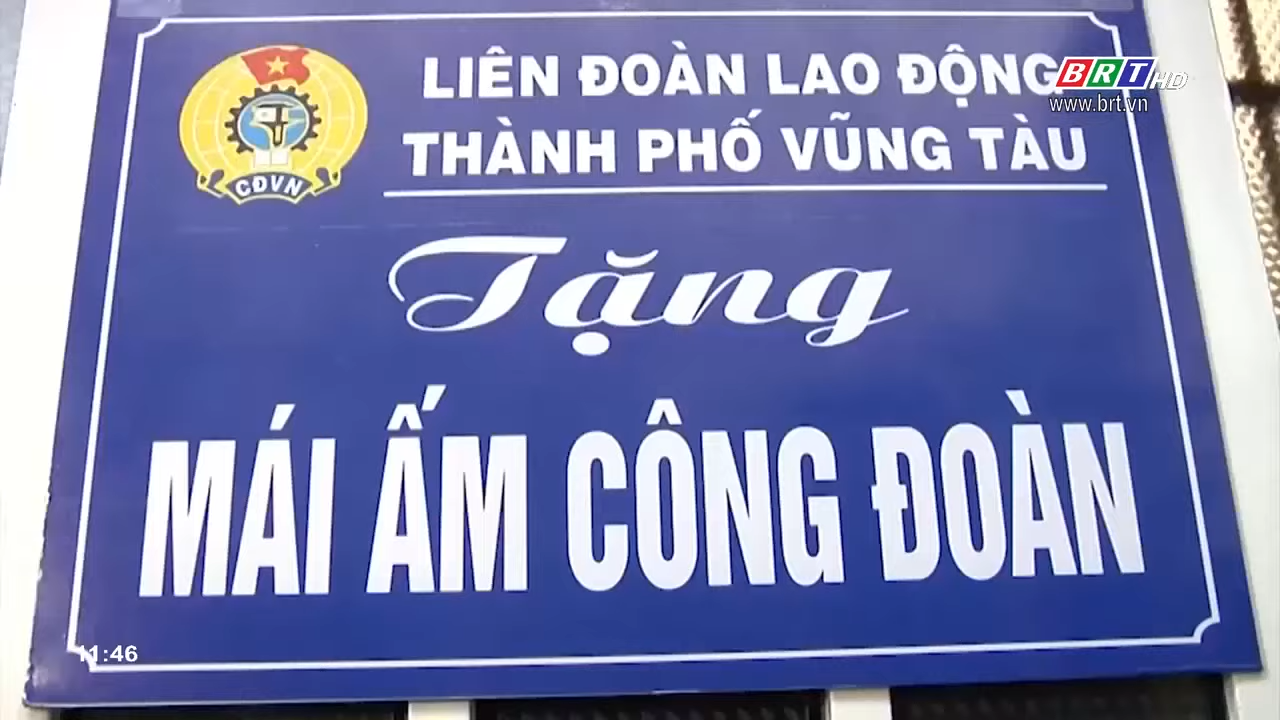 LIÊN ĐOÀN LAO ĐỘNG
BRT HD
www.brt.vn
THÀNH PHỐ VŨNG TÀU
CĐVN
Tặng
MÁI ẤM CÔNG ĐOÀN
11:46